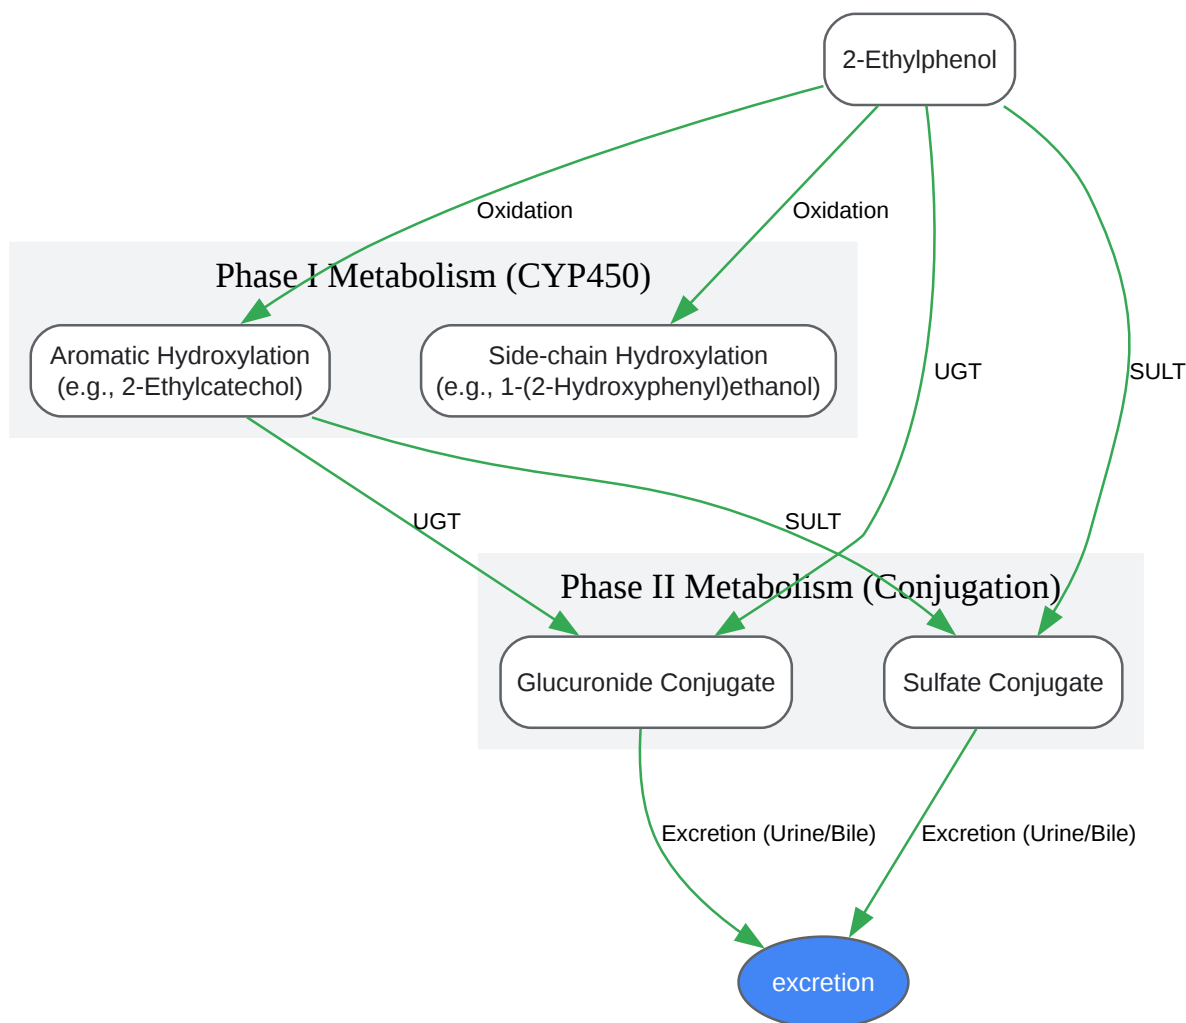 2-Ethylphenol
Oxidation
Oxidation
Phase I Metabolism (CYP450)
Aromatic Hydroxylation
(e.g., 2-Ethylcatechol)
Side-chain Hydroxylation
(e.g., 1-(2-Hydroxyphenyl)ethanol)
UGT
SULT
UGT
SULT
Phase II Metabolism (Conjugation)
Glucuronide Conjugate
Sulfate Conjugate
Excretion (Urine/Bile)
Excretion (Urine/Bile)
excretion